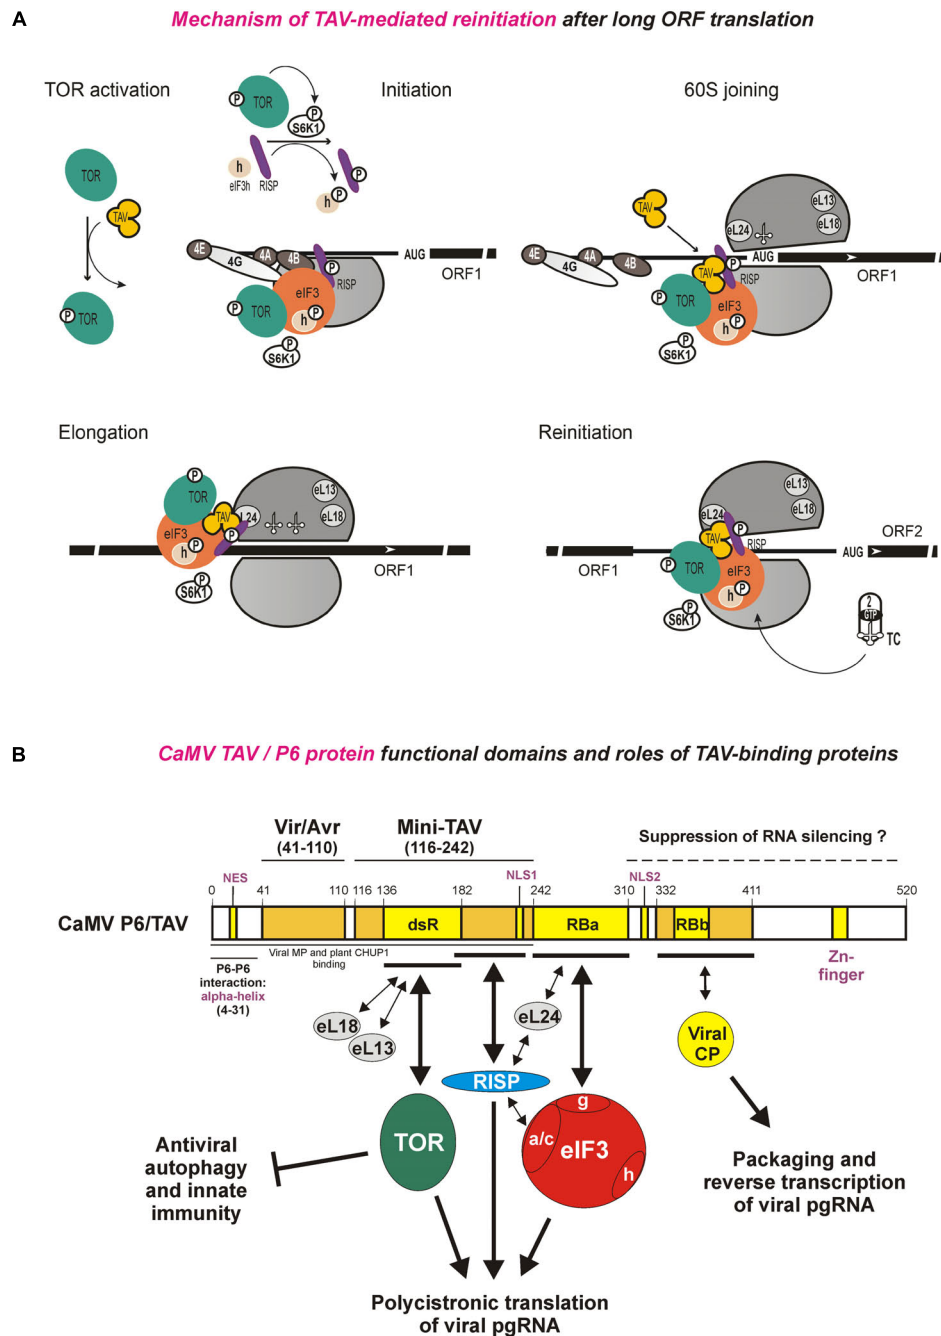 A
Mechanism of TAV-mediated reinitiation after long ORF translation
TOR activation
Initiation
60S joining
TOR
TAV
P
TOR
P
TOR
P
S6K1
h
eIF3h
RISP
P
h
P
4E
4G
4A
4B
AUG
ORF1
P
RISP
eIF3
P
TOR
h
P
P
S6K1
TAV
eL13
eL24
eL18
4E
4G
4A
4B
AUG
ORF1
P
RISP
TAV
P
TOR
eIF3
h
P
P
S6K1
Elongation
Reinitiation
P
TOR
TAV
L24
eL13
eL18
eIF3
P
h
P
ORF1
P
S6K1
eL13
eL24
eL18
P
TAV
RISP
ORF2
AUG
ORF1
P
TOR
eIF3
h
P
P
S6K1
2
GTP
TC
B
CaMV TAV / P6 protein functional domains and roles of TAV-binding proteins
Vir/Avr
(41-110)
Mini-TAV
(116-242)
Suppression of RNA silencing ?
NES
NLS1
NLS2
0 41 110 116 136 182 242 310 332 411 520
CaMV P6/TAV
dsR
RBa
RBb
Viral MP and plant CHUP1
binding
P6-P6
interaction:
alpha-helix
(4-31)
Zn-
finger
eL18
eL13
eL24
Viral
CP
RISP
TOR
g
a/c
eIF3
h
Antiviral
autophagy
and innate
immunity
Packaging and
reverse transcription
of viral pgRNA
Polycistronic translation
of viral pgRNA